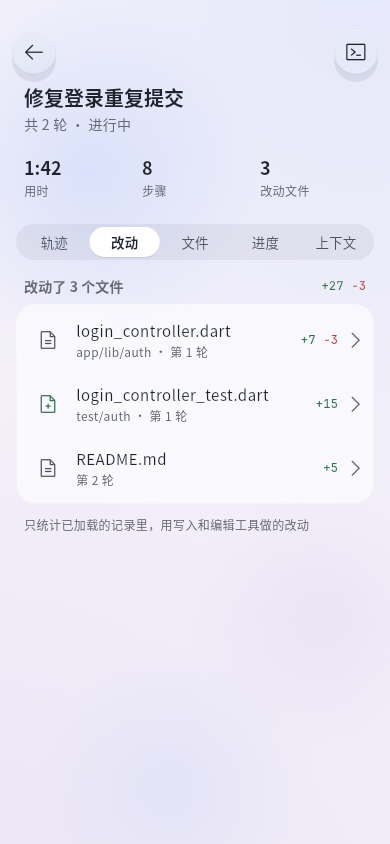 修复登录重复提交
共 2 轮 · 进行中
1:42 8 3
用时 步骤 改动文件
轨迹 改动 文件 进度 上下文
改动了 3 个文件 +27 -3
login_controller.dart +7 -3
app/lib/auth · 第 1 轮
login_controller_test.dart +15
test/auth · 第 1 轮
README.md +5
第 2 轮
只统计已加载的记录里，用写入和编辑工具做的改动